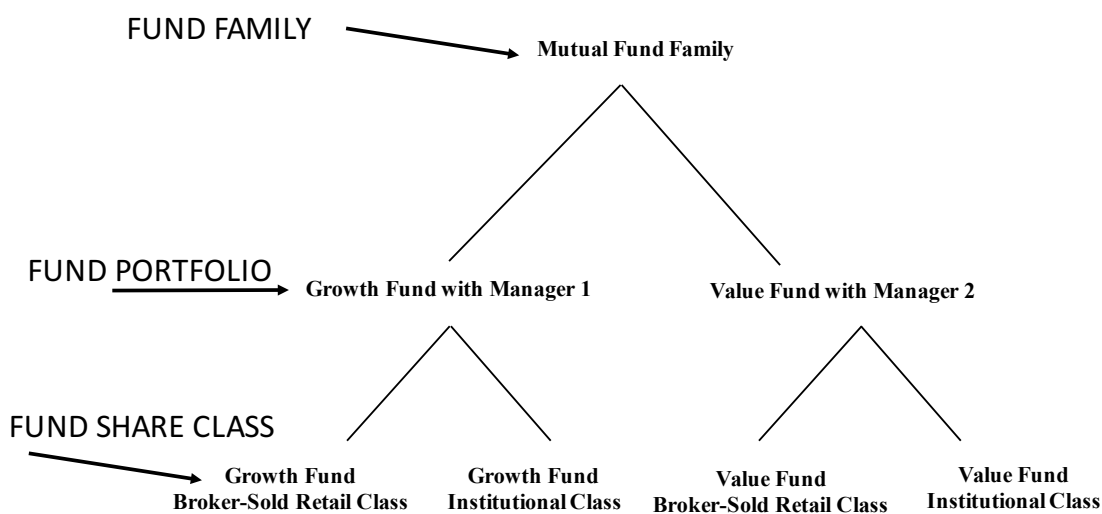 FUND FAMILY
Mutual Fund Family
FUND PORTFOLIO
Growth Fund with Manager 1
Value Fund with Manager 2
FUND SHARE CLASS
Growth Fund
Broker-Sold Retail Class
Growth Fund
Institutional Class
Value Fund
Broker-Sold Retail Class
Value Fund
Institutional Class